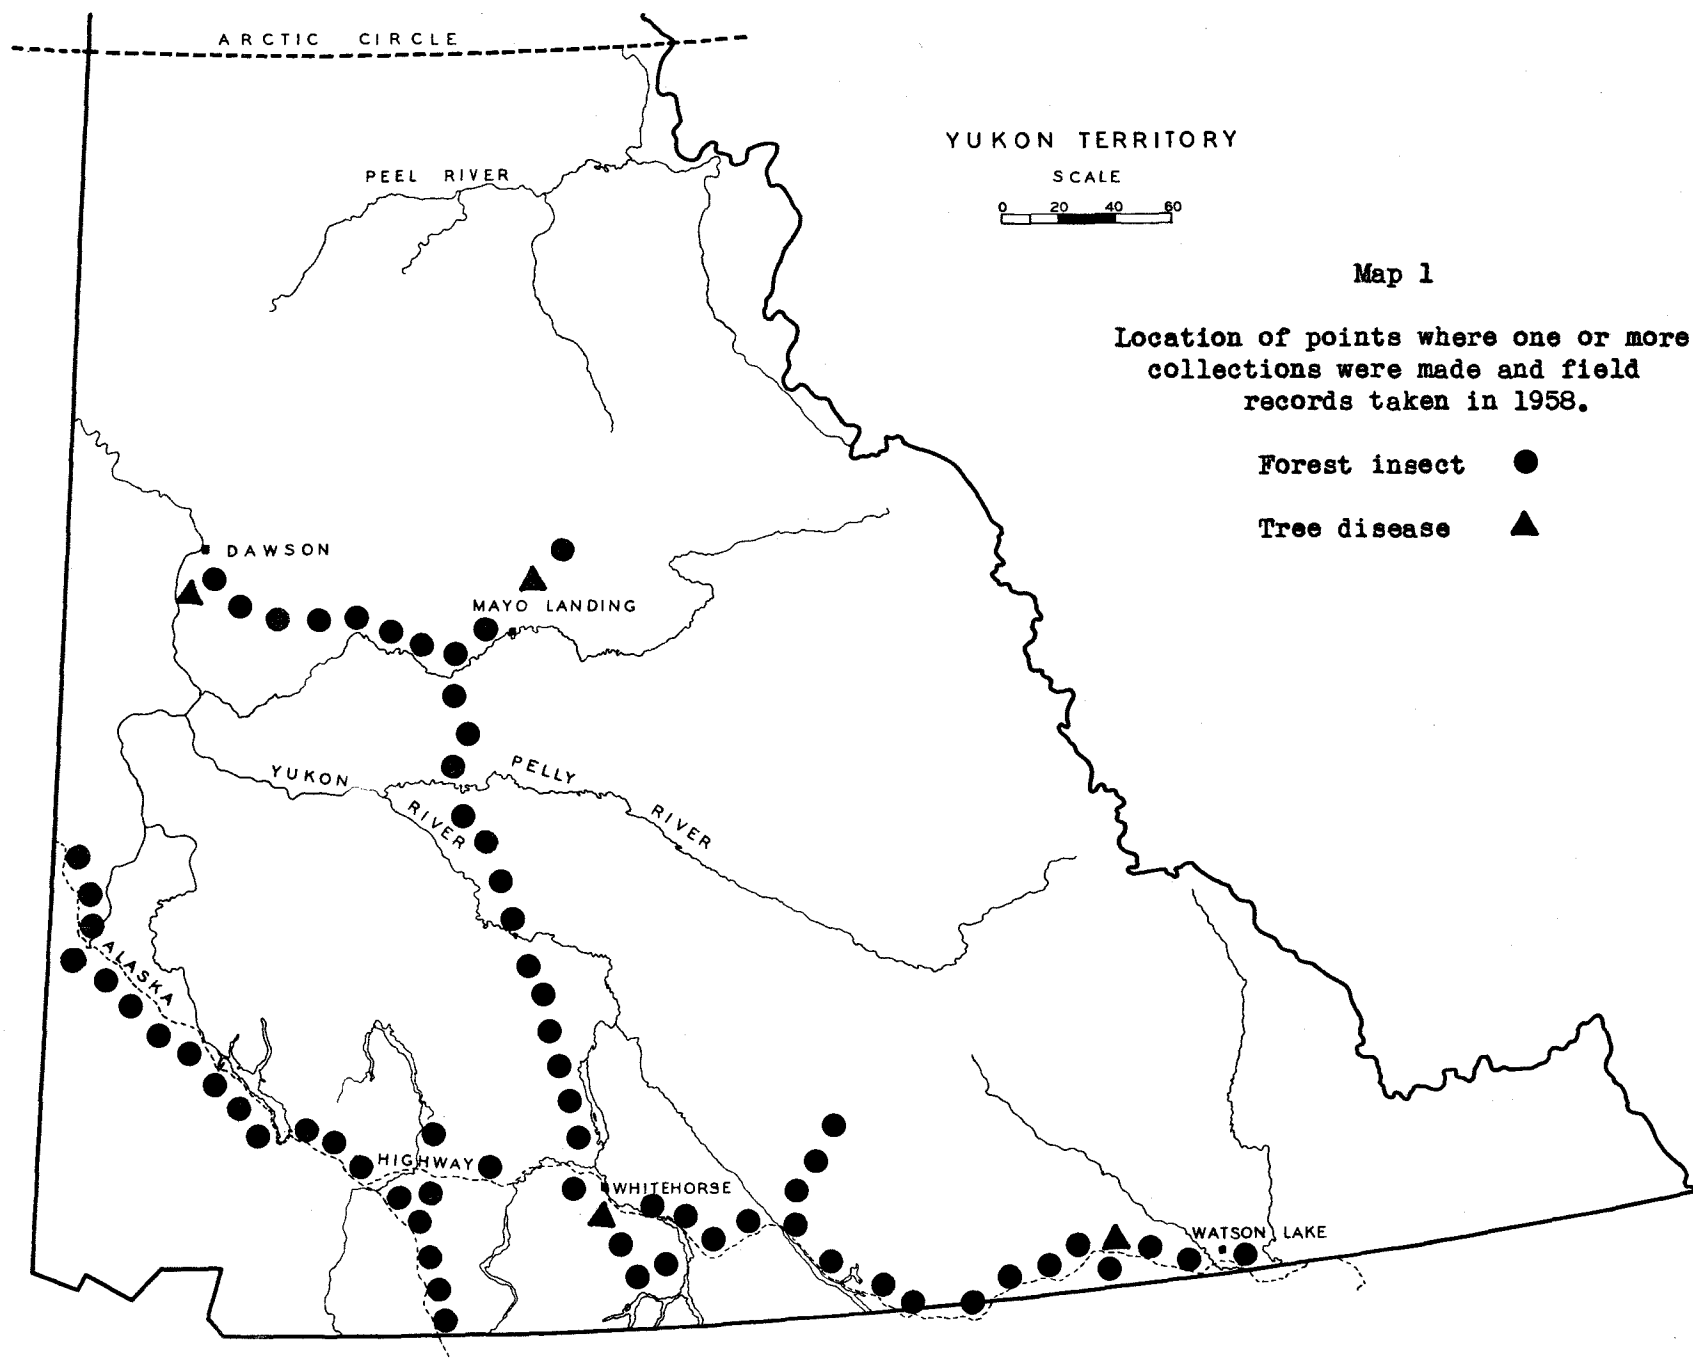 ARCTIC CIRCLE
YUKON TERRITORY
SCALE
0 20 40 60
PEEL RIVER
Map 1
Location of points where one or more
collections were made and field
records taken in 1958.
Forest insect
Tree disease
DAWSON
MAYO LANDING
YUKON
RIVER
PELLY
RIVER
ALASKA
HIGHWAY
WHITEHORSE
WATSON LAKE